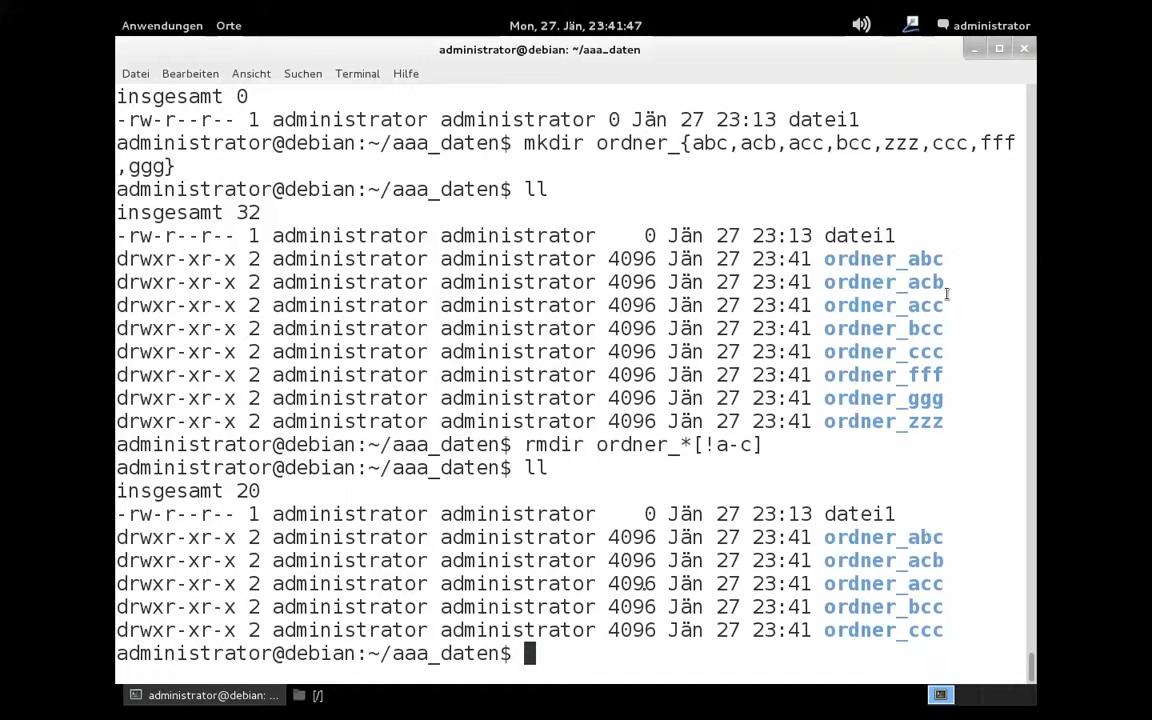 Anwendungen Orte Mon, 27. Jän, 23:41:47 administrator
administrator@debian: ~/aaa_daten
Datei Bearbeiten Ansicht Suchen Terminal Hilfe
insgesamt 0
-rw-r--r-- 1 administrator administrator 0 Jän 27 23:13 datei1
administrator@debian:~/aaa_daten$ mkdir ordner_{abc,acb,acc,bcc,zzz,ccc,fff
,ggg}
administrator@debian:~/aaa_daten$ ll
insgesamt 32
-rw-r--r-- 1 administrator administrator    0 Jän 27 23:13 datei1
drwxr-xr-x 2 administrator administrator 4096 Jän 27 23:41 ordner_abc
drwxr-xr-x 2 administrator administrator 4096 Jän 27 23:41 ordner_acb
drwxr-xr-x 2 administrator administrator 4096 Jän 27 23:41 ordner_acc
drwxr-xr-x 2 administrator administrator 4096 Jän 27 23:41 ordner_bcc
drwxr-xr-x 2 administrator administrator 4096 Jän 27 23:41 ordner_ccc
drwxr-xr-x 2 administrator administrator 4096 Jän 27 23:41 ordner_fff
drwxr-xr-x 2 administrator administrator 4096 Jän 27 23:41 ordner_ggg
drwxr-xr-x 2 administrator administrator 4096 Jän 27 23:41 ordner_zzz
administrator@debian:~/aaa_daten$ rmdir ordner_*[!a-c]
administrator@debian:~/aaa_daten$ ll
insgesamt 20
-rw-r--r-- 1 administrator administrator    0 Jän 27 23:13 datei1
drwxr-xr-x 2 administrator administrator 4096 Jän 27 23:41 ordner_abc
drwxr-xr-x 2 administrator administrator 4096 Jän 27 23:41 ordner_acb
drwxr-xr-x 2 administrator administrator 4096 Jän 27 23:41 ordner_acc
drwxr-xr-x 2 administrator administrator 4096 Jän 27 23:41 ordner_bcc
drwxr-xr-x 2 administrator administrator 4096 Jän 27 23:41 ordner_ccc
administrator@debian:~/aaa_daten$
administrator@debian: ... [/]